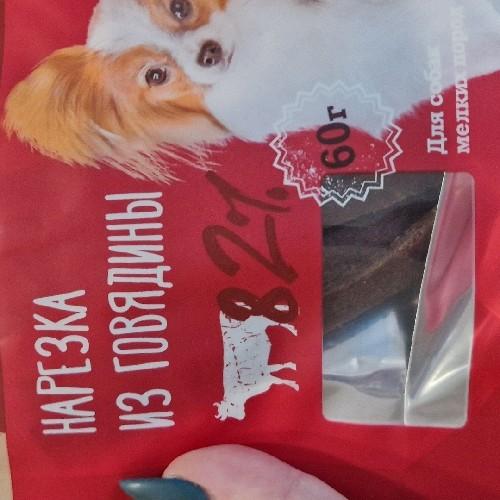 НАРЕЗКА
ИЗ ГОВЯДИНЫ
82%
60г
Для собак
мелких пород